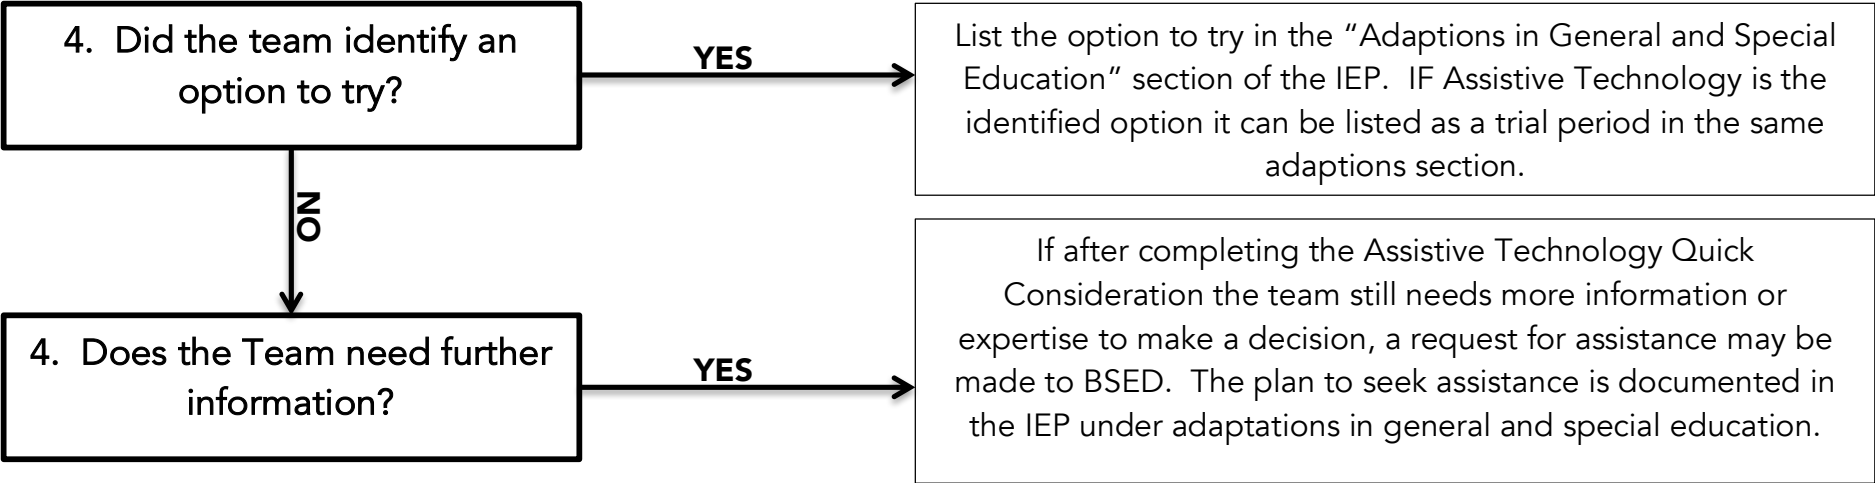 4. Did the team identify an
option to try?
YES
List the option to try in the “Adaptions in General and Special
Education” section of the IEP. IF Assistive Technology is the
identified option it can be listed as a trial period in the same
adaptions section.
NO
4. Does the Team need further
information?
YES
If after completing the Assistive Technology Quick
Consideration the team still needs more information or
expertise to make a decision, a request for assistance may be
made to BSED. The plan to seek assistance is documented in
the IEP under adaptations in general and special education.